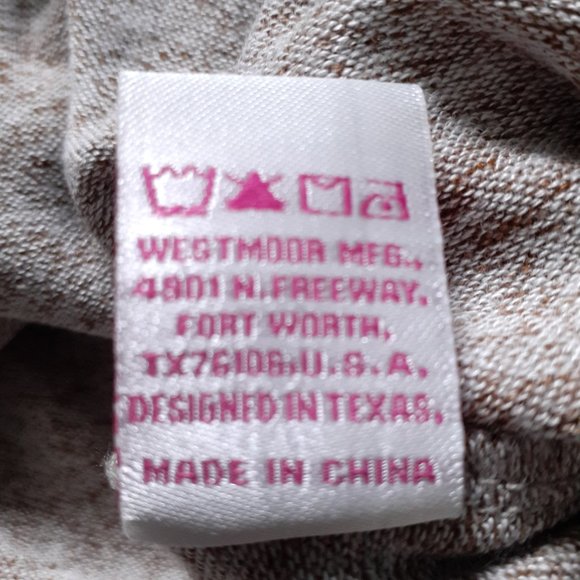 WESTMOOR MFG.,
4801 N.FREEWAY,
FORT WORTH,
TX76106,U.S.A,
DESIGNED IN TEXAS,
MADE IN CHINA